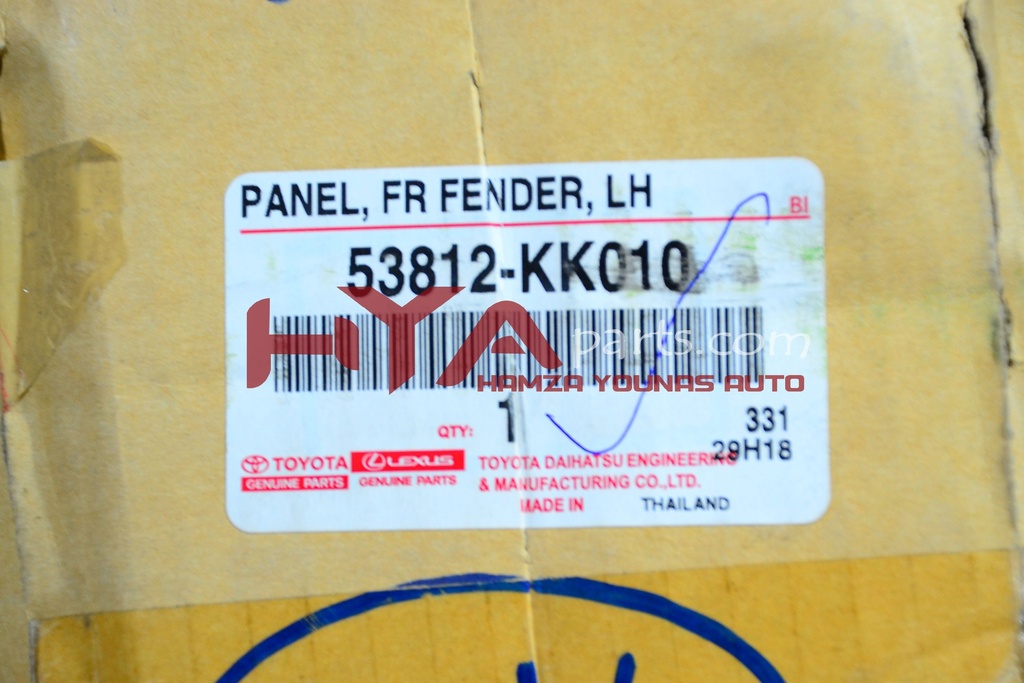 PANEL, FR FENDER, LH
BI
53812-KK010
HYA parts.com
HAMZA YOUNAS AUTO
QTY: 1
331
29H18
TOYOTA
GENUINE PARTS
LEXUS
GENUINE PARTS
TOYOTA DAIHATSU ENGINEERING
& MANUFACTURING CO.,LTD.
MADE IN THAILAND